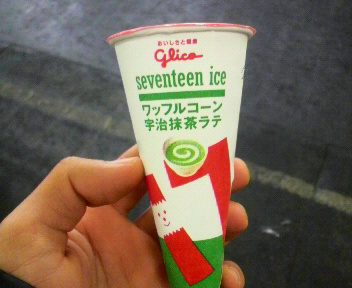 おいしさと健康
Glico
seventeen ice
ワッフルコーン
宇治抹茶ラテ